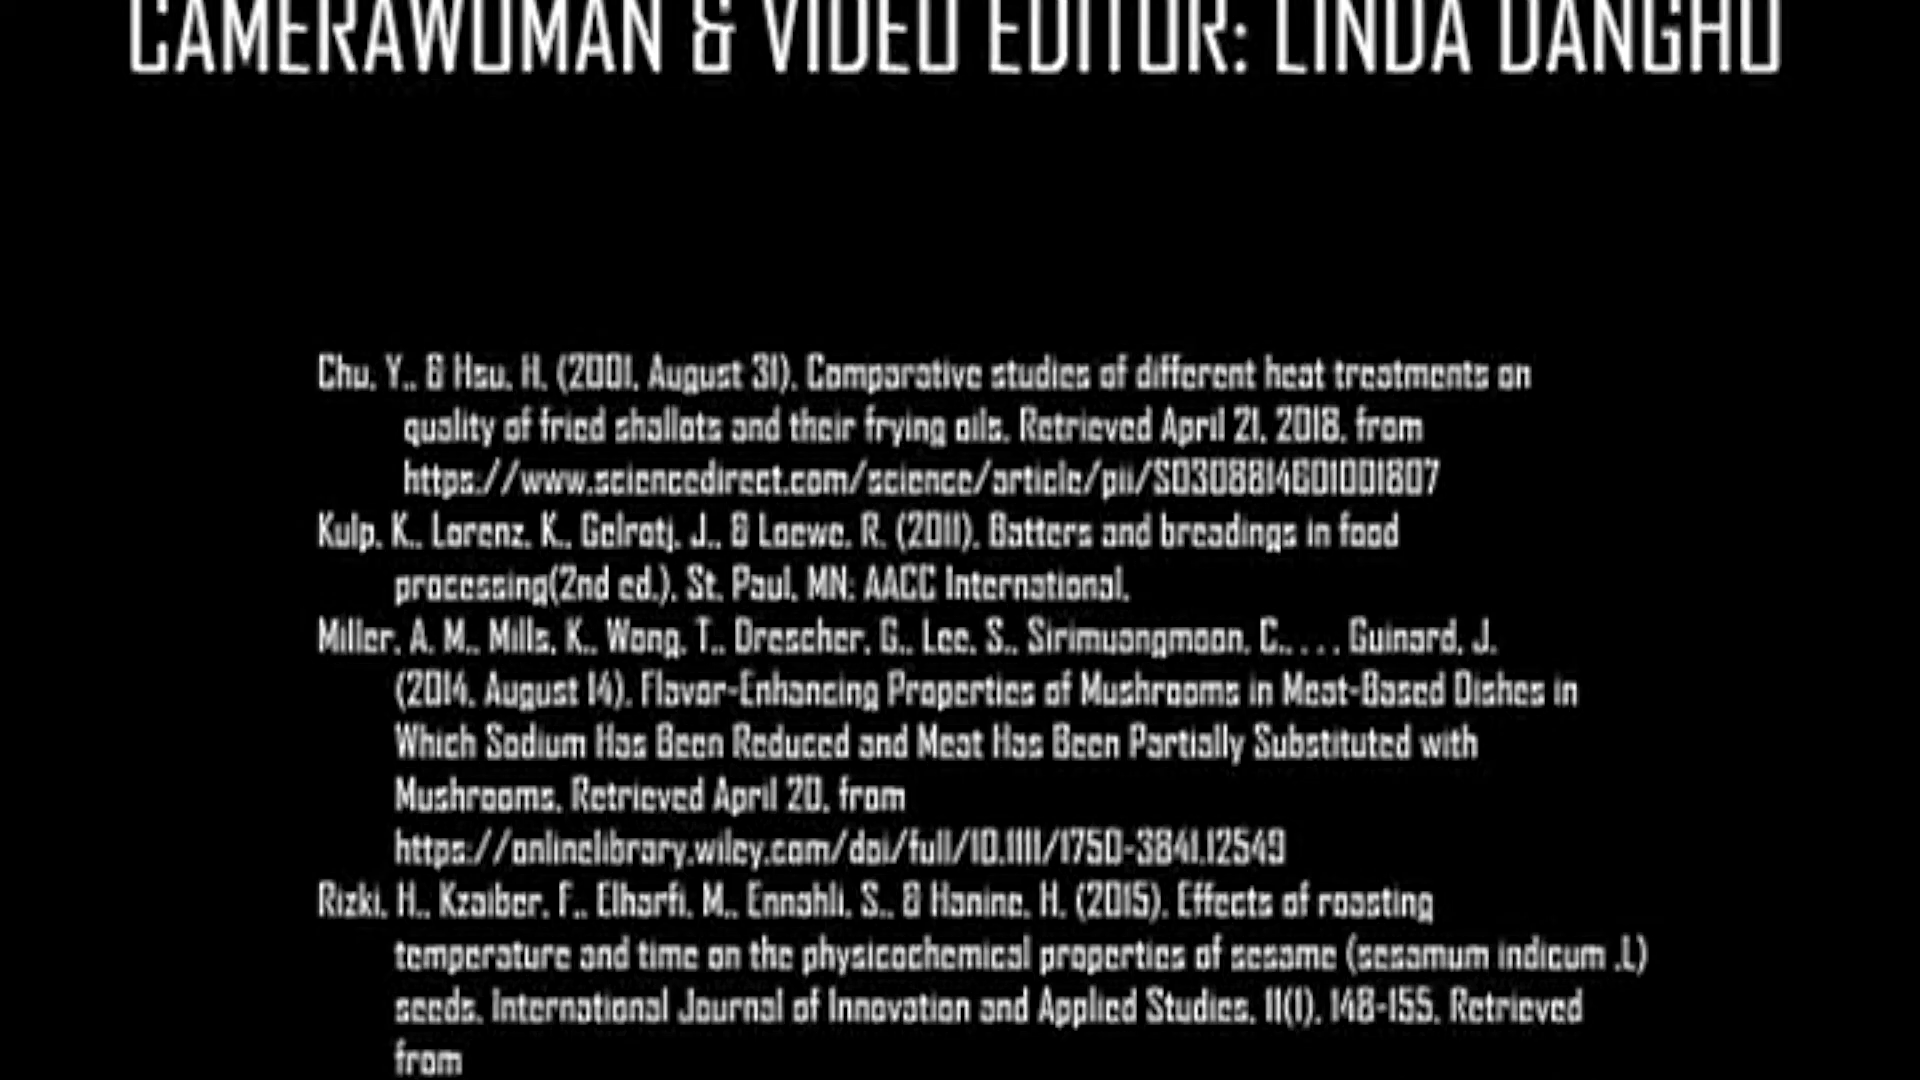 CAMERAWOMAN & VIDEO EDITOR: LINDA DANGHO
Chu, Y., & Hsu, H. (2001, August 31). Comparative studies of different heat treatments on
quality of fried shallots and their frying oils. Retrieved April 21, 2018, from
https://www.sciencedirect.com/science/article/pii/S0308814601001807
Kulp, K., Lorenz, K., Gelrotj, J., & Loewe, R. (2011). Batters and breadings in food
processing(2nd ed.). St. Paul, MN: AACC International.
Miller, A. M., Mills, K., Wong, T., Drescher, G., Lee, S., Sirimuangmoon, C., . . . Guinard, J.
(2014, August 14). Flavor-Enhancing Properties of Mushrooms in Meat-Based Dishes in
Which Sodium Has Been Reduced and Meat Has Been Partially Substituted with
Mushrooms. Retrieved April 20, from
https://onlinelibrary.wiley.com/doi/full/10.1111/1750-3841.12549
Rizki, H., Kzaiber, F., Elharfi, M., Ennahli, S., & Hanine, H. (2015). Effects of roasting
temperature and time on the physicochemical properties of sesame (sesamum indicum .L)
seeds. International Journal of Innovation and Applied Studies, 11(1), 148-155. Retrieved
from